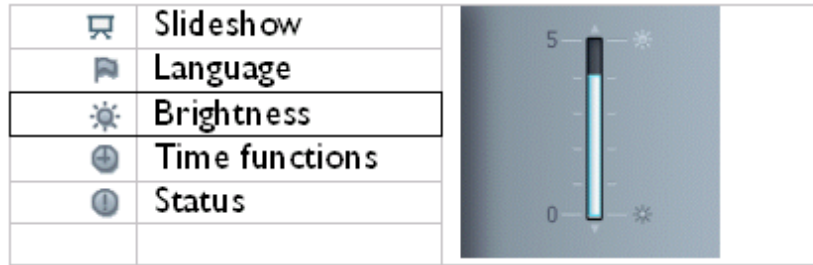 Slideshow
Language
Brightness
Time functions
Status
5
0